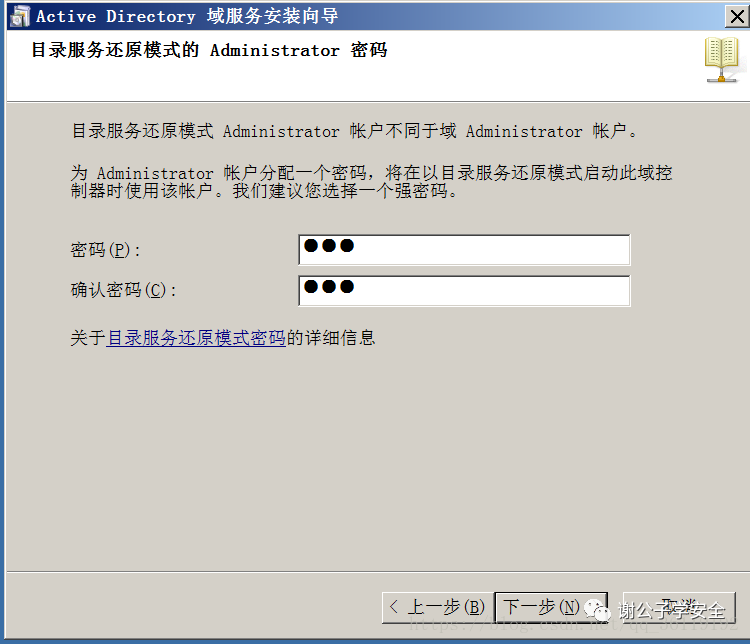 Active Directory 域服务安装向导
目录服务还原模式的 Administrator 密码
目录服务还原模式 Administrator 帐户不同于域 Administrator 帐户。
为 Administrator 帐户分配一个密码，将在以目录服务还原模式启动此域控
制器时使用该帐户。我们建议您选择一个强密码。
密码(P):
确认密码(C):
关于目录服务还原模式密码的详细信息
< 上一步(B) 下一步(N) 取消
谢公子学安全